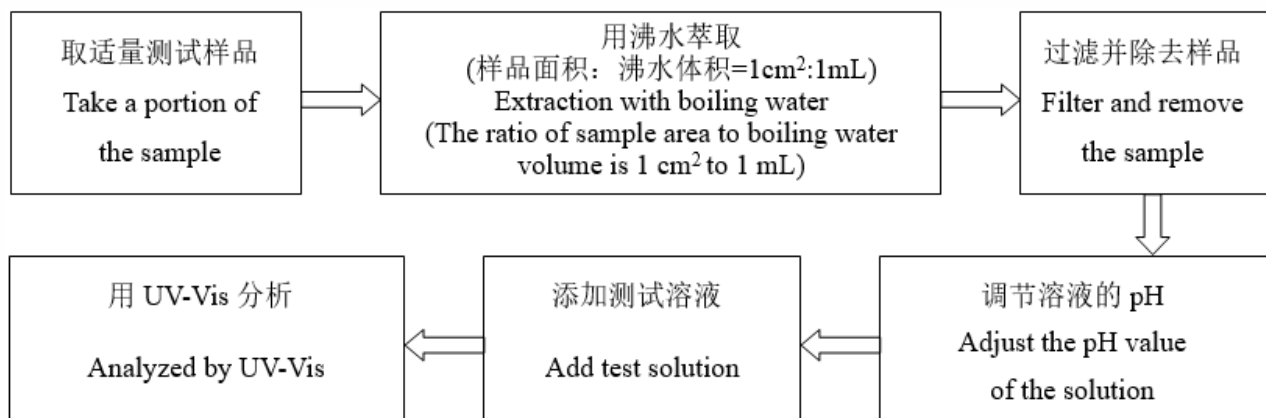 取适量测试样品
Take a portion of
the sample
用沸水萃取
(样品面积：沸水体积=1cm²:1mL)
Extraction with boiling water
(The ratio of sample area to boiling water
volume is 1 cm² to 1 mL)
过滤并除去样品
Filter and remove
the sample
调节溶液的 pH
Adjust the pH value
of the solution
添加测试溶液
Add test solution
用 UV-Vis 分析
Analyzed by UV-Vis